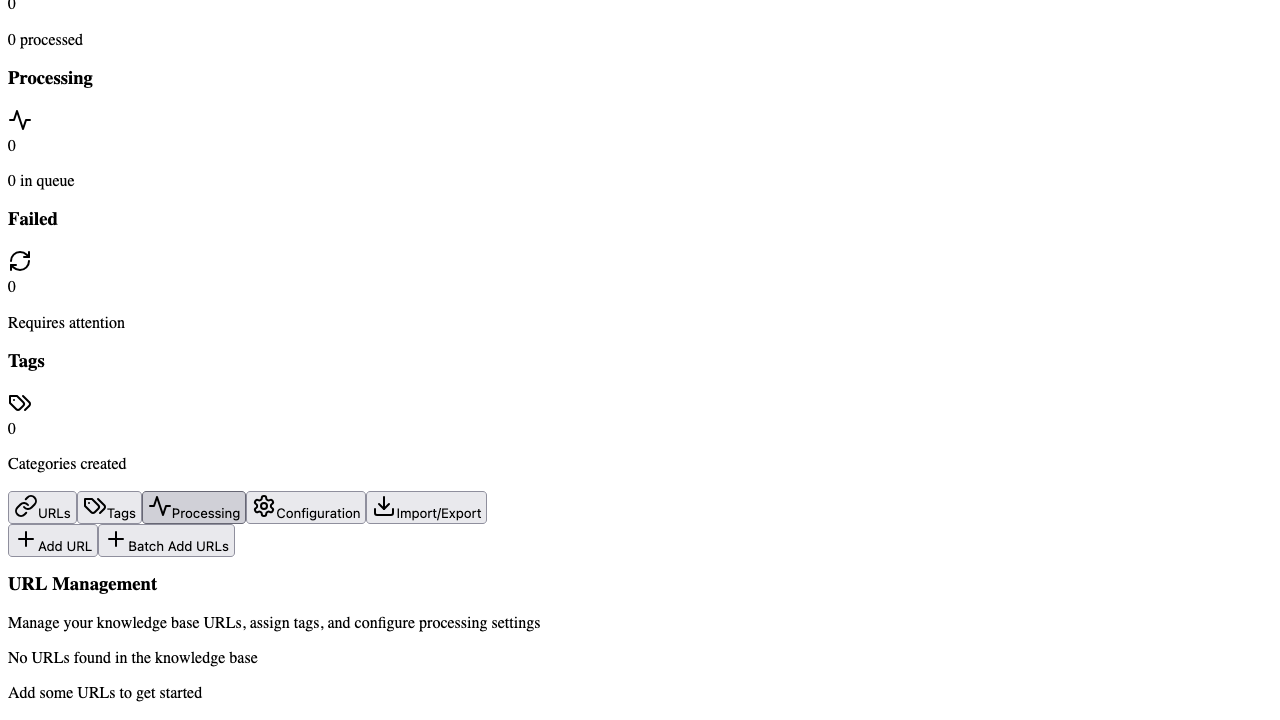 0
0 processed
Processing
0
0 in queue
Failed
0
Requires attention
Tags
0
Categories created
URLs Tags Processing Configuration Import/Export
Add URL Batch Add URLs
URL Management
Manage your knowledge base URLs, assign tags, and configure processing settings
No URLs found in the knowledge base
Add some URLs to get started